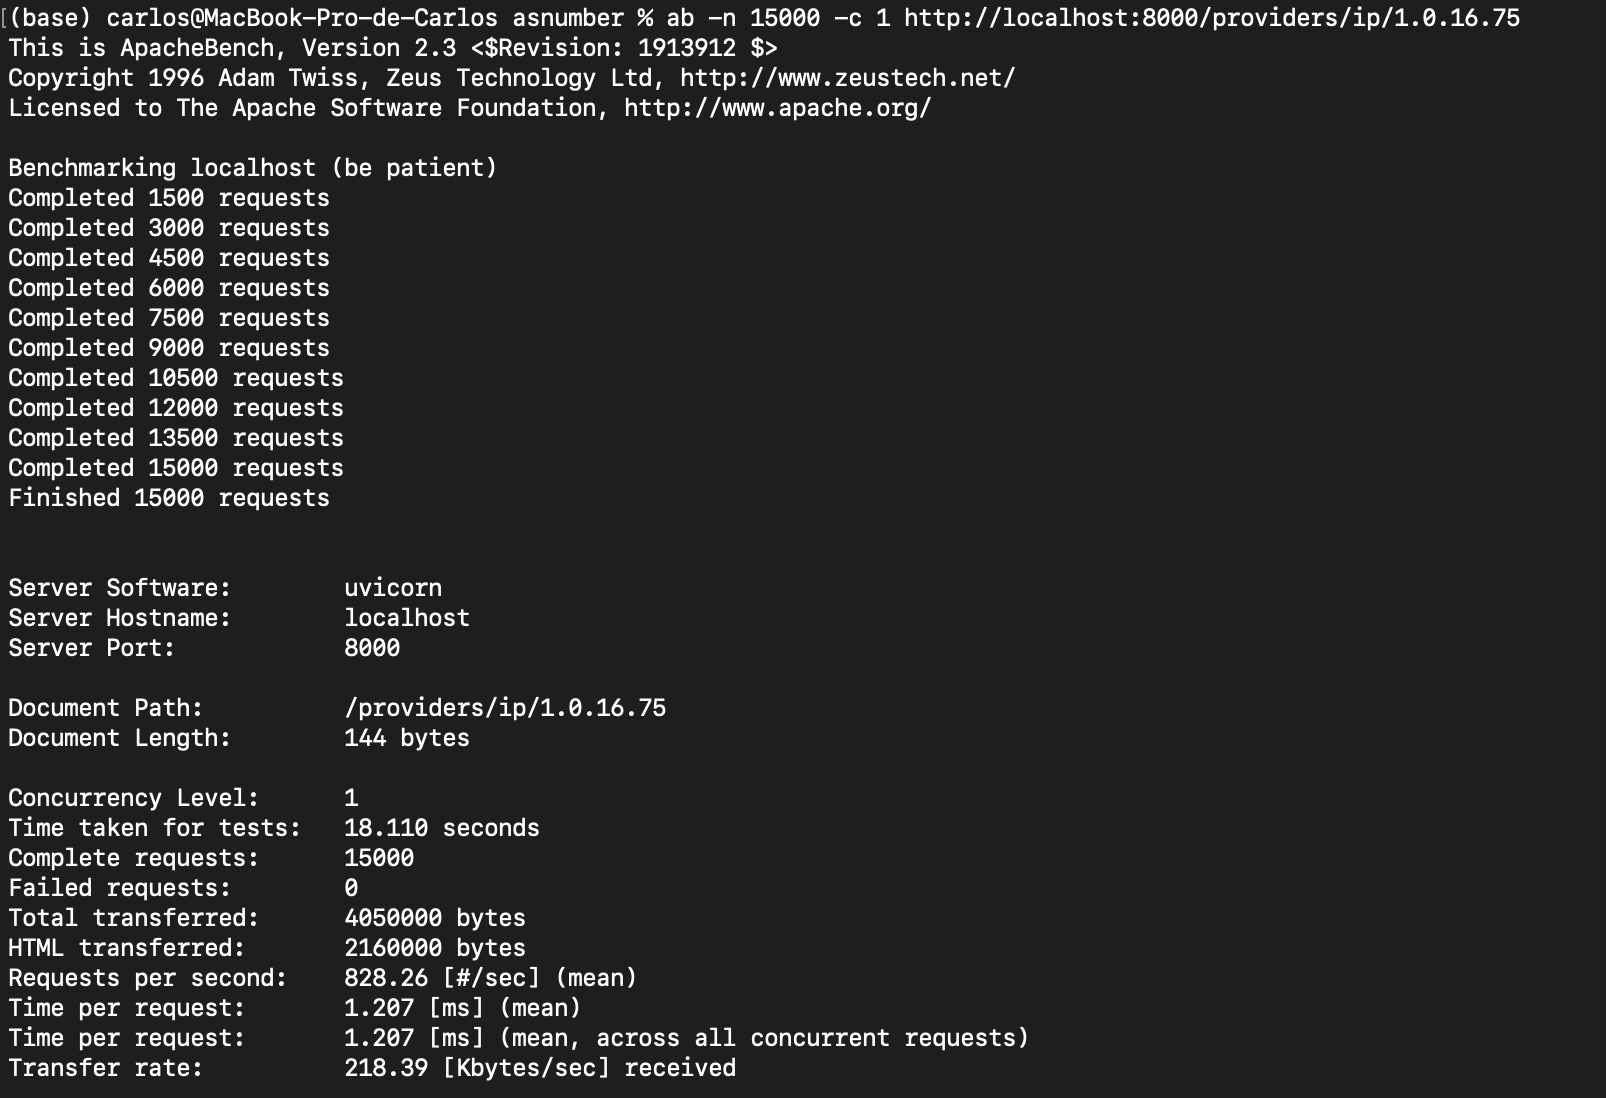 (base) carlos@MacBook-Pro-de-Carlos asnumber % ab -n 15000 -c 1 http://localhost:8000/providers/ip/1.0.16.75
This is ApacheBench, Version 2.3 <$Revision: 1913912 $>
Copyright 1996 Adam Twiss, Zeus Technology Ltd, http://www.zeustech.net/
Licensed to The Apache Software Foundation, http://www.apache.org/

Benchmarking localhost (be patient)
Completed 1500 requests
Completed 3000 requests
Completed 4500 requests
Completed 6000 requests
Completed 7500 requests
Completed 9000 requests
Completed 10500 requests
Completed 12000 requests
Completed 13500 requests
Completed 15000 requests
Finished 15000 requests


Server Software:        uvicorn
Server Hostname:        localhost
Server Port:            8000

Document Path:          /providers/ip/1.0.16.75
Document Length:        144 bytes

Concurrency Level:      1
Time taken for tests:   18.110 seconds
Complete requests:      15000
Failed requests:        0
Total transferred:      4050000 bytes
HTML transferred:       2160000 bytes
Requests per second:    828.26 [#/sec] (mean)
Time per request:       1.207 [ms] (mean)
Time per request:       1.207 [ms] (mean, across all concurrent requests)
Transfer rate:          218.39 [Kbytes/sec] received